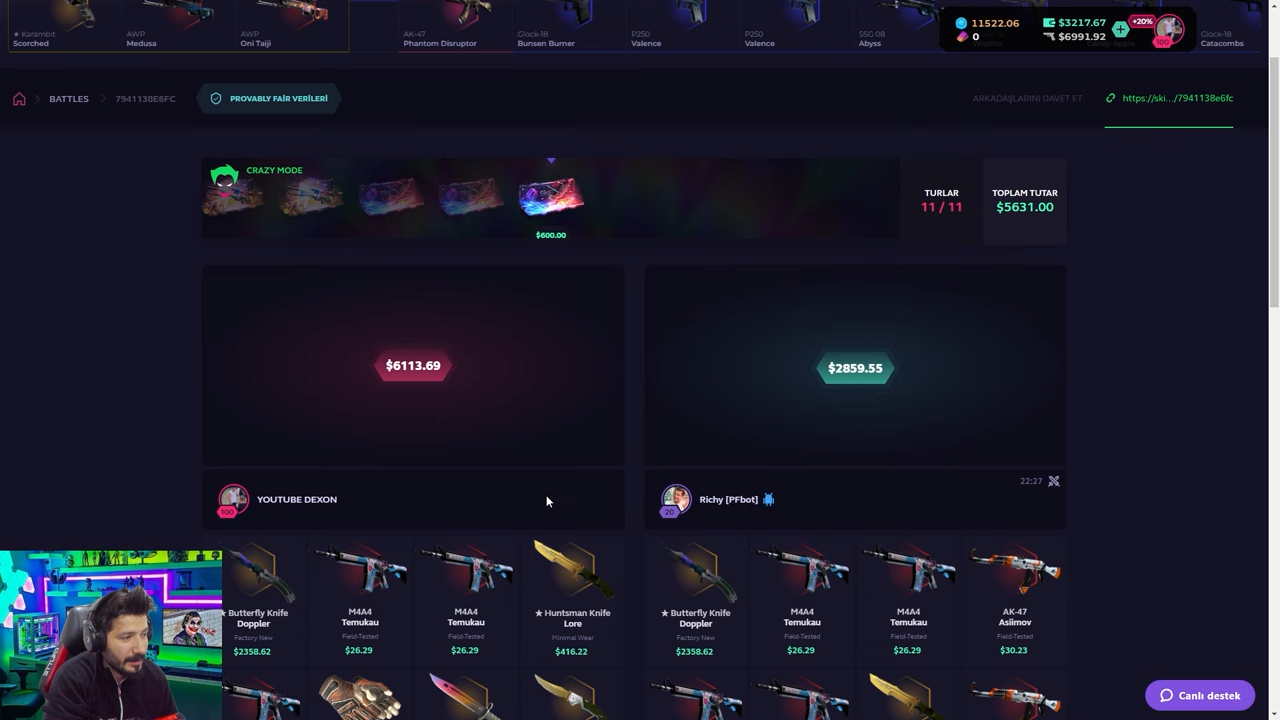 ★ Karambit
Scorched
AWP
Medusa
AWP
Oni Taiji
AK-47
Phantom Disruptor
Glock-18
Bunsen Burner
P250
Valence
P250
Valence
SSG 08
Abyss
Glock-18
Catacombs
11522.06
0
$3217.67
$6991.92
+20%
100
BATTLES
7941138E6FC
PROVABLY FAİR VERİLERİ
ARKADAŞLARINI DAVET ET:
https://ski.../7941138e6fc
CRAZY MODE
$600.00
TURLAR
11 / 11
TOPLAM TUTAR
$5631.00
$6113.69
$2859.55
YOUTUBE DEXON
100
Richy [PFbot]
20
22:27
★ Butterfly Knife
Doppler
Factory New
$2358.62
M4A4
Temukau
Field-Tested
$26.29
M4A4
Temukau
Field-Tested
$26.29
★ Huntsman Knife
Lore
Minimal Wear
$416.22
★ Butterfly Knife
Doppler
Factory New
$2358.62
M4A4
Temukau
Field-Tested
$26.29
M4A4
Temukau
Field-Tested
$26.29
AK-47
Asiimov
Field-Tested
$30.23
Canlı destek